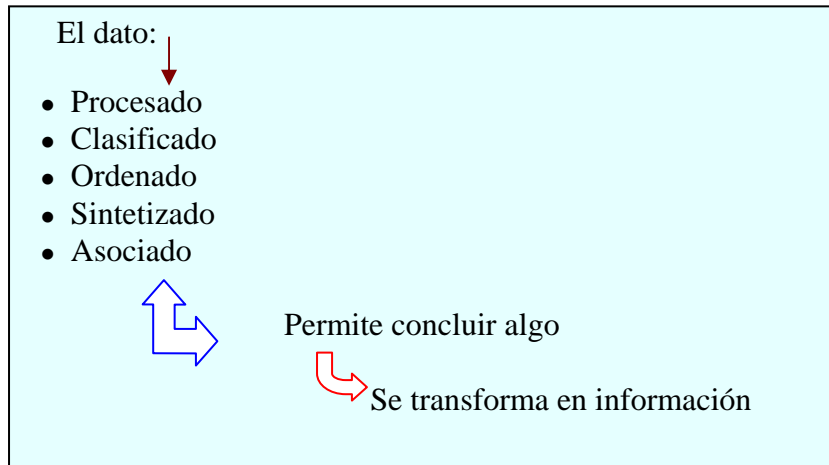 El dato:
• Procesado
• Clasificado
• Ordenado
• Sintetizado
• Asociado
Permite concluir algo
Se transforma en información